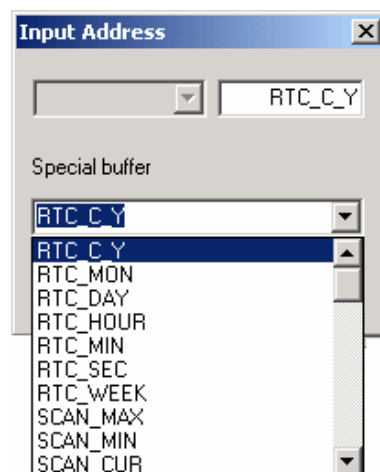 Input Address
RTC_C_Y
Special buffer
RTC_C_Y
RTC_C_Y
RTC_MON
RTC_DAY
RTC_HOUR
RTC_MIN
RTC_SEC
RTC_WEEK
SCAN_MAX
SCAN_MIN
SCAN_CUR